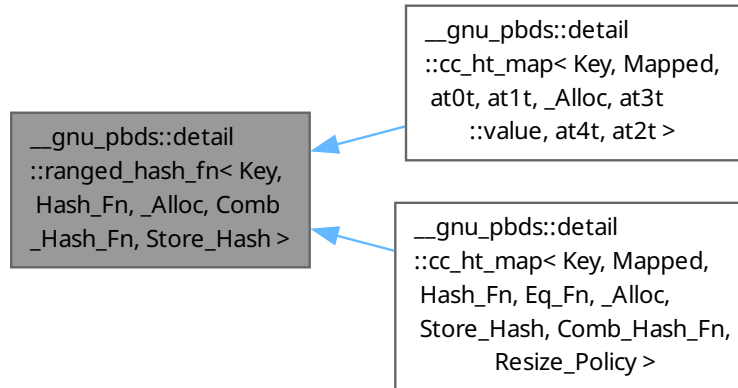 __gnu_pbds::detail
::ranged_hash_fn< Key,
Hash_Fn, _Alloc, Comb
_Hash_Fn, Store_Hash >
__gnu_pbds::detail
::cc_ht_map< Key, Mapped,
at0t, at1t, _Alloc, at3t
::value, at4t, at2t >
__gnu_pbds::detail
::cc_ht_map< Key, Mapped,
Hash_Fn, Eq_Fn, _Alloc,
Store_Hash, Comb_Hash_Fn,
Resize_Policy >